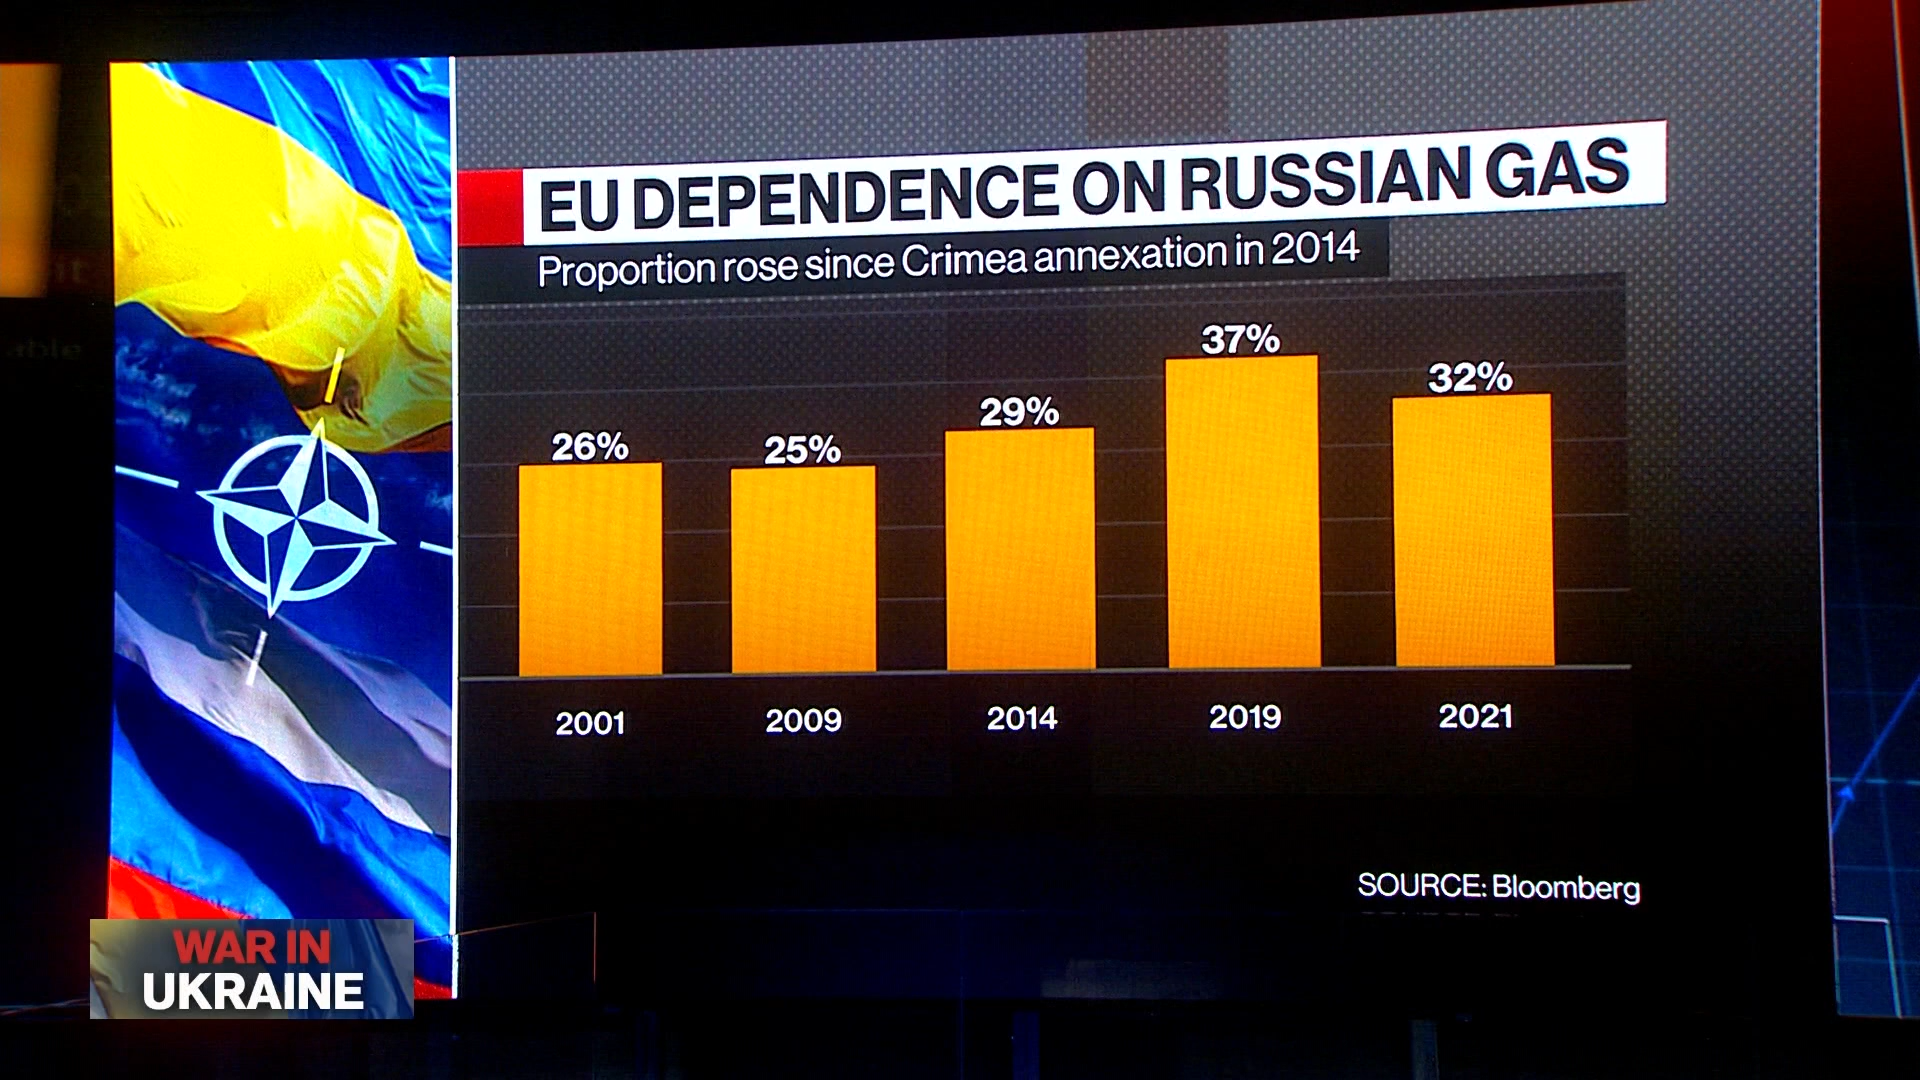 EU DEPENDENCE ON RUSSIAN GAS
Proportion rose since Crimea annexation in 2014
26%
25%
29%
37%
32%
2001
2009
2014
2019
2021
SOURCE: Bloomberg
WAR IN
UKRAINE